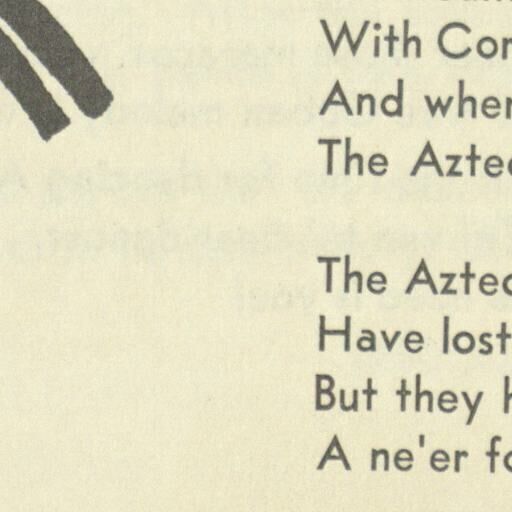 With Cor
And wher
The Aztec
The Aztec
Have lost
But they h
A ne'er fo